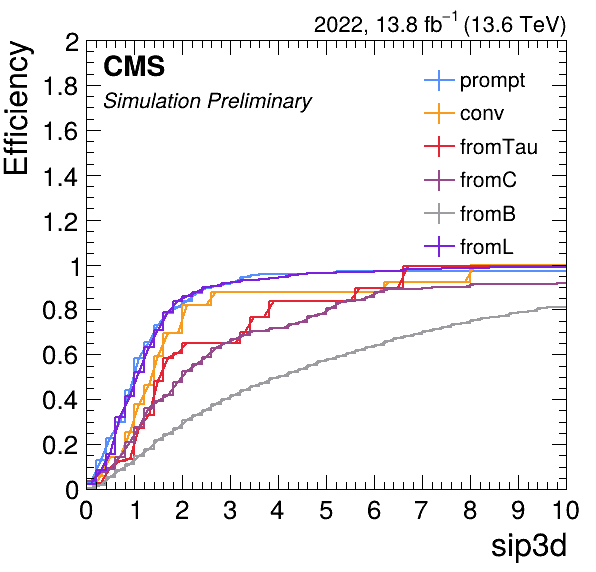 2022, 13.8 fb⁻¹ (13.6 TeV)
Efficiency
2
1.8
1.6
1.4
1.2
1
0.8
0.6
0.4
0.2
0
CMS
Simulation Preliminary
prompt
conv
fromTau
fromC
fromB
fromL
0 1 2 3 4 5 6 7 8 9 10
sip3d